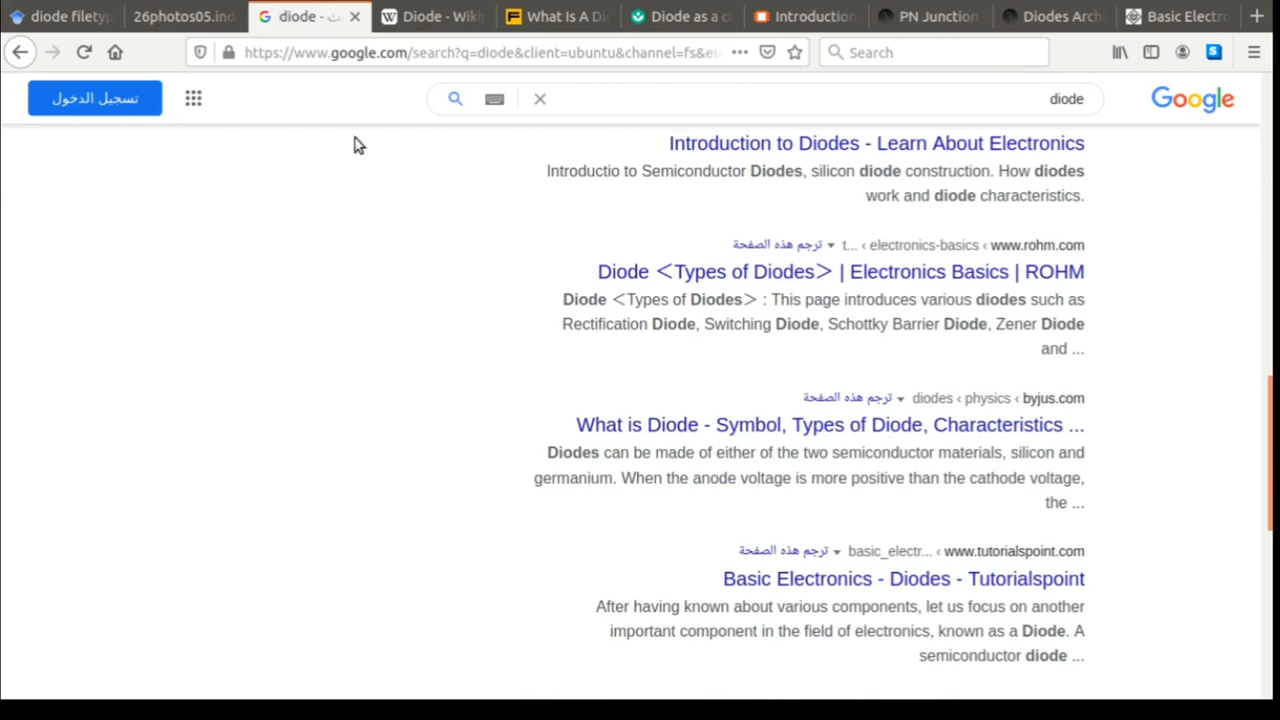 diode filetyp
26photos05.ind
diode -
Diode - Wiki
What Is A Di
Diode as a ci
Introduction
PN Junction
Diodes Arch
Basic Electro
https://www.google.com/search?q=diode&client=ubuntu&channel=fs&ei
Search
تسجيل الدخول
diode
Google
Introduction to Diodes - Learn About Electronics
Introductio to Semiconductor Diodes, silicon diode construction. How diodes
work and diode characteristics.
ترجم هذه الصفحة ▾ t... › electronics-basics › www.rohm.com
Diode ＜Types of Diodes＞ | Electronics Basics | ROHM
Diode ＜Types of Diodes＞ : This page introduces various diodes such as
Rectification Diode, Switching Diode, Schottky Barrier Diode, Zener Diode
and ...
ترجم هذه الصفحة ▾ diodes › physics › byjus.com
What is Diode - Symbol, Types of Diode, Characteristics ...
Diodes can be made of either of the two semiconductor materials, silicon and
germanium. When the anode voltage is more positive than the cathode voltage,
the ...
ترجم هذه الصفحة ▾ basic_electr... › www.tutorialspoint.com
Basic Electronics - Diodes - Tutorialspoint
After having known about various components, let us focus on another
important component in the field of electronics, known as a Diode. A
semiconductor diode ...